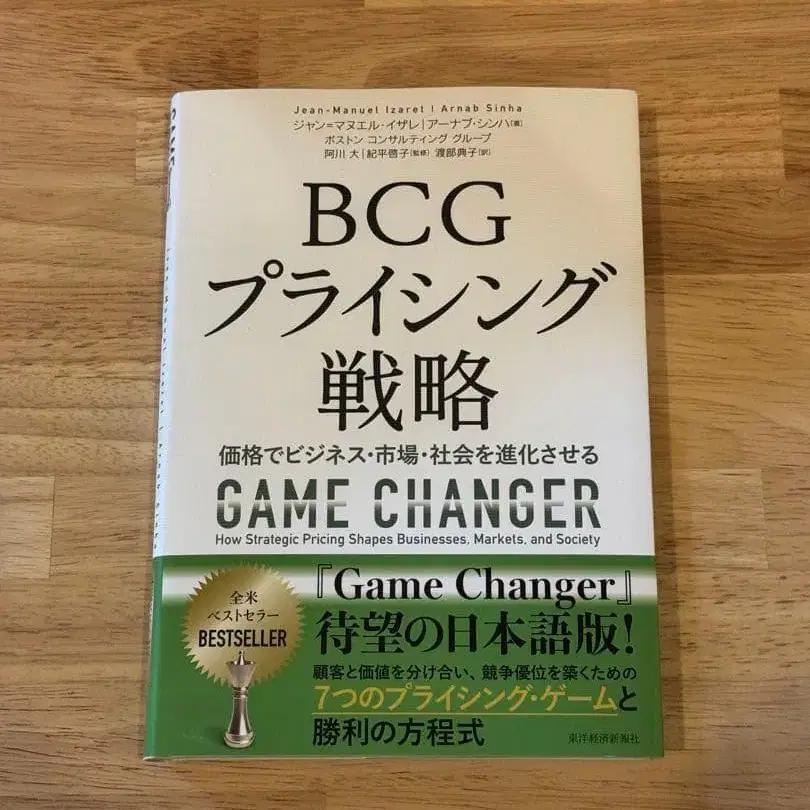 Jean-Manuel Izaret | Arnab Sinha
ジャン＝マヌエル・イザレ|アーナブ・シンハ[著]
ボストン コンサルティング グループ
阿川 大|紀平啓子[監修] 渡部典子[訳]
BCG
プライシング
戦略
価格でビジネス・市場・社会を進化させる
GAME CHANGER
How Strategic Pricing Shapes Businesses, Markets, and Society
全米
ベストセラー
BESTSELLER
『Game Changer』
待望の日本語版!
顧客と価値を分け合い、競争優位を築くための
7つのプライシング・ゲームと
勝利の方程式
東洋経済新報社